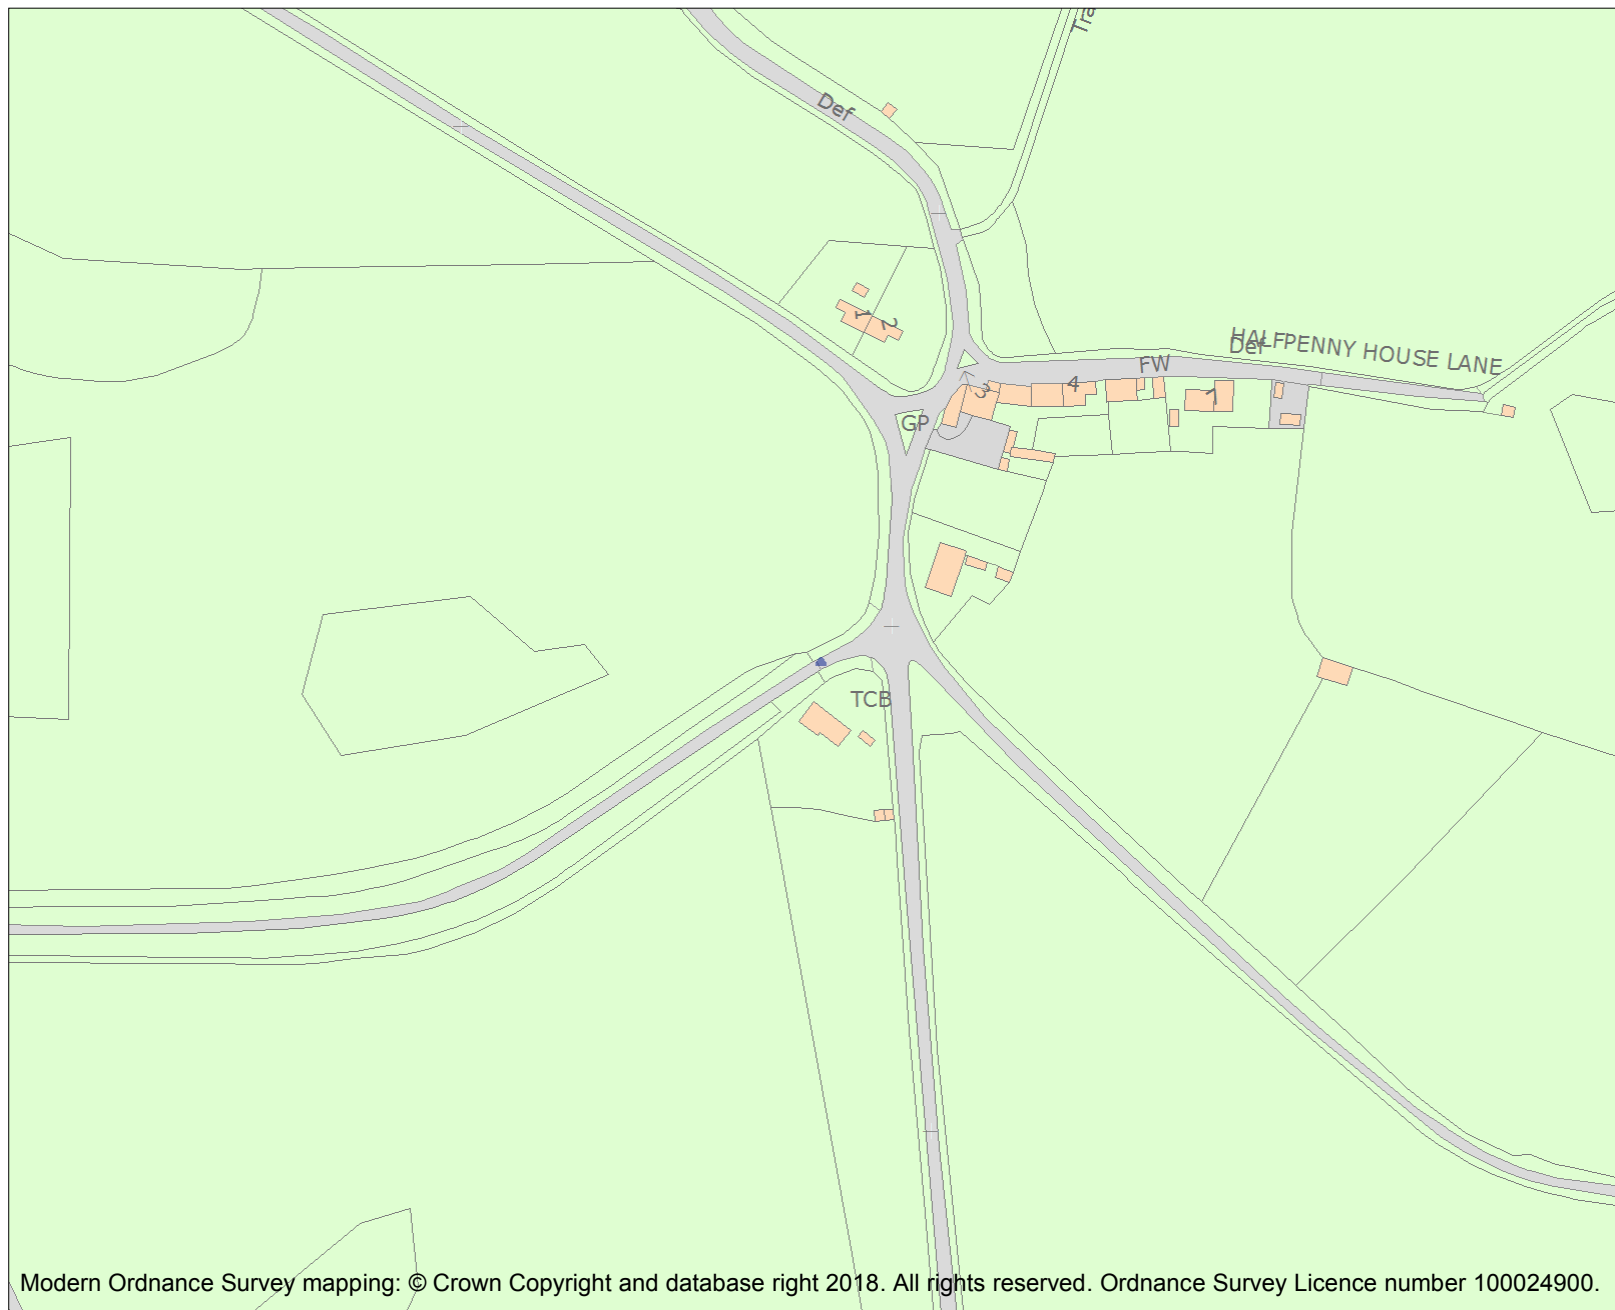 Tra
Def
HALFPENNY HOUSE LANE
Def
FW
1
2
3
4
7
GP
TCB
Modern Ordnance Survey mapping: © Crown Copyright and database right 2018. All rights reserved. Ordnance Survey Licence number 100024900.